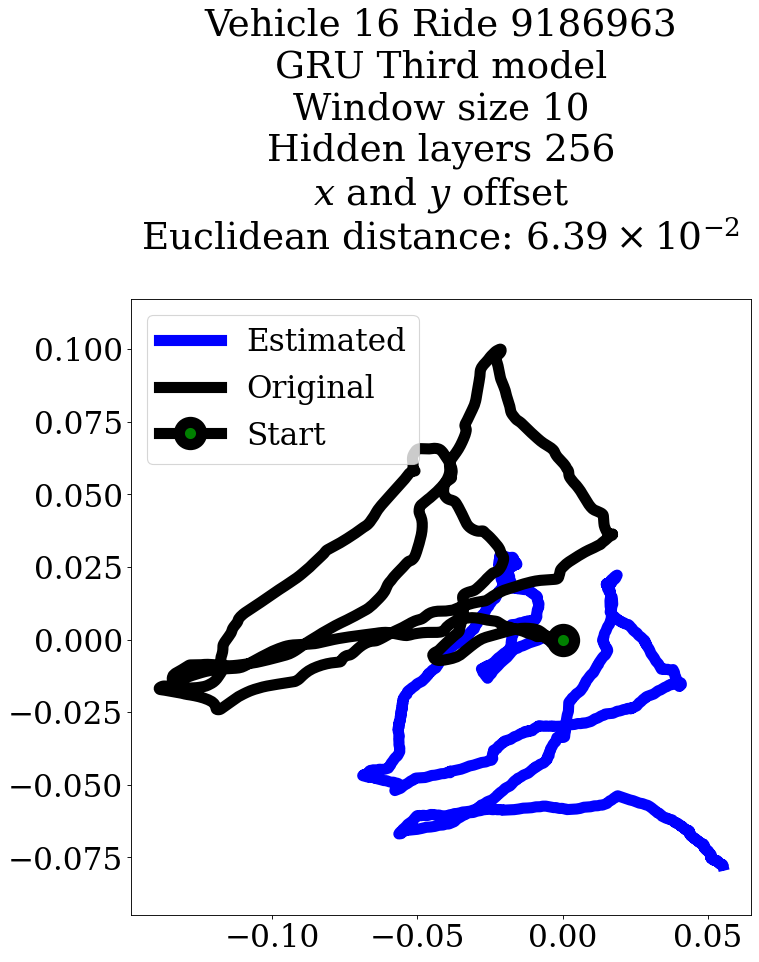 Vehicle 16 Ride 9186963
GRU Third model
Window size 10
Hidden layers 256
x and y offset
Euclidean distance: 6.39 × 10⁻²
Estimated
Original
Start
0.100
0.075
0.050
0.025
0.000
−0.025
−0.050
−0.075
−0.10
−0.05
0.00
0.05